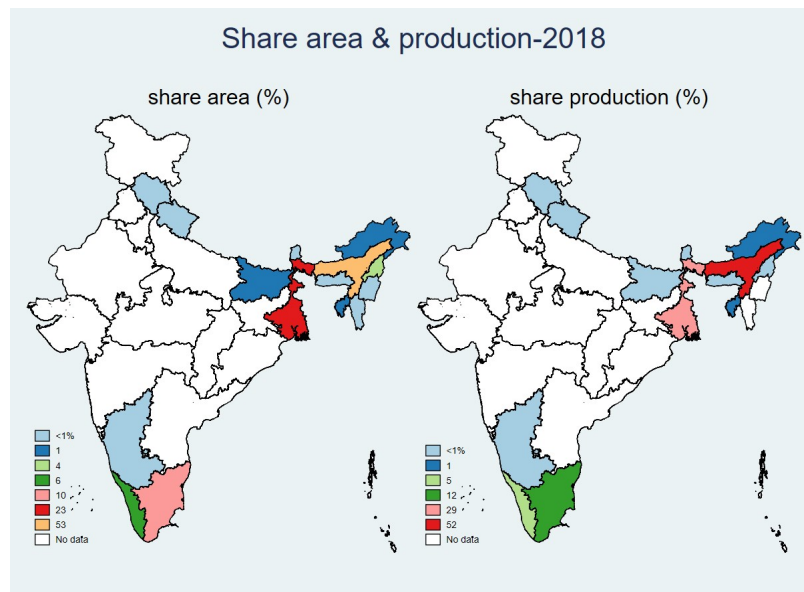 Share area & production-2018
share area (%)
share production (%)
<1%
1
4
6
10
23
53
No data
<1%
1
5
12
29
52
No data